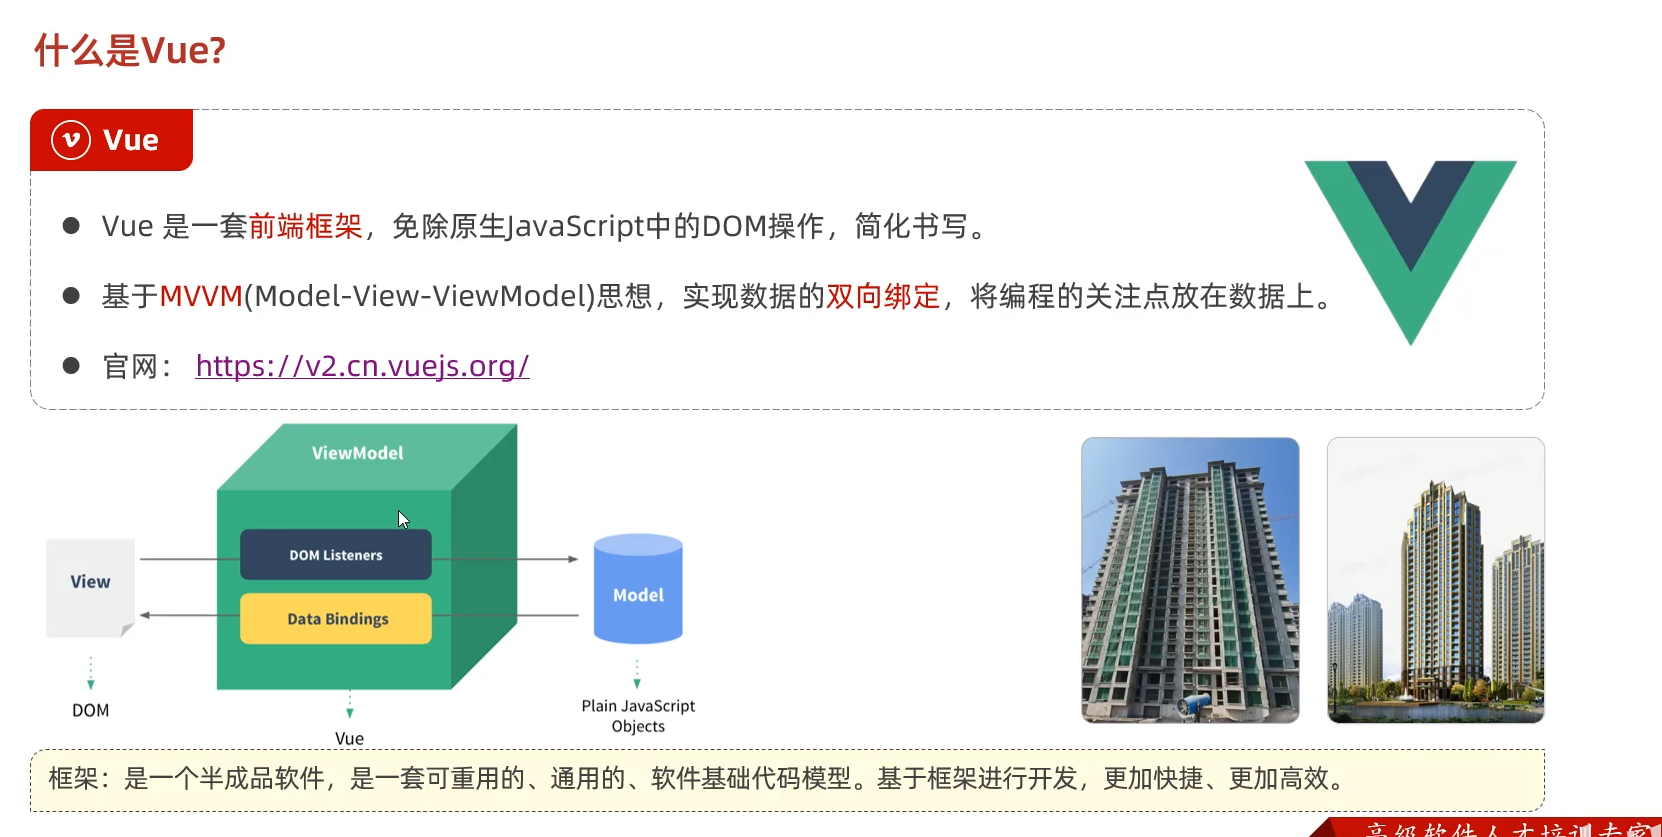 什么是Vue?
Vue
Vue 是一套前端框架，免除原生JavaScript中的DOM操作，简化书写。
基于MVVM(Model-View-ViewModel)思想，实现数据的双向绑定，将编程的关注点放在数据上。
官网： https://v2.cn.vuejs.org/
ViewModel
DOM Listeners
View
Model
Data Bindings
DOM
Plain JavaScript
Objects
Vue
框架：是一个半成品软件，是一套可重用的、通用的、软件基础代码模型。基于框架进行开发，更加快捷、更加高效。
高级软件人才培训专家